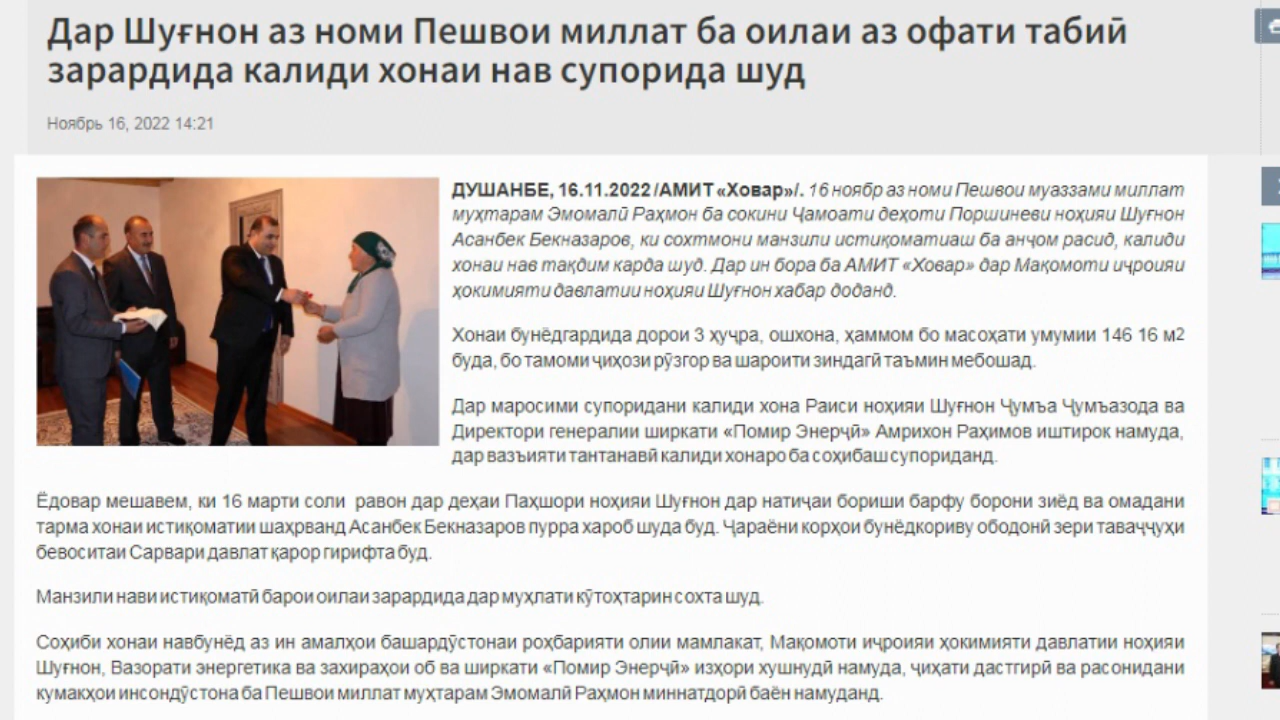 Дар Шуғнон аз номи Пешвои миллат ба оилаи аз офати табиӣ
зарардида калиди хонаи нав супорида шуд
Ноябрь 16, 2022 14:21
ДУШАНБЕ, 16.11.2022 /АМИТ «Ховар»/. 16 ноябр аз номи Пешвои муаззами миллат
муҳтарам Эмомалӣ Раҳмон ба сокини Ҷамоати деҳоти Поршиневи ноҳияи Шуғнон
Асанбек Бекназаров, ки сохтмони манзили истиқоматиаш ба анҷом расид, калиди
хонаи нав тақдим карда шуд. Дар ин бора ба АМИТ «Ховар» дар Мақомоти иҷроияи
ҳокимияти давлатии ноҳияи Шуғнон хабар доданд.
Хонаи бунёдгардида дорои 3 ҳуҷра, ошхона, ҳаммом бо масоҳати умумии 146 16 м2
буда, бо тамоми ҷиҳози рӯзгор ва шароити зиндагӣ таъмин мебошад.
Дар маросими супоридани калиди хона Раиси ноҳияи Шуғнон Ҷумъа Ҷумъазода ва
Директори генералии ширкати «Помир Энерҷӣ» Амрихон Раҳимов иштирок намуда,
дар вазъияти тантанавӣ калиди хонаро ба соҳибаш супориданд.
Ёдовар мешавем, ки 16 марти соли равон дар деҳаи Паҳшори ноҳияи Шуғнон дар натиҷаи бориши барфу борони зиёд ва омадани
тарма хонаи истиқоматии шаҳрванд Асанбек Бекназаров пурра хароб шуда буд. Ҷараёни корҳои бунёдкориву ободонӣ зери таваҷҷуҳи
бевоситаи Сарвари давлат қарор гирифта буд.
Манзили нави истиқоматӣ барои оилаи зарардида дар муҳлати кӯтоҳтарин сохта шуд.
Соҳиби хонаи навбунёд аз ин амалҳои башардӯстонаи роҳбарияти олии мамлакат, Мақомоти иҷроияи ҳокимияти давлатии ноҳияи
Шуғнон, Вазорати энергетика ва захираҳои об ва ширкати «Помир Энерҷӣ» изҳори хушнудӣ намуда, ҷиҳати дастгирӣ ва расонидани
кумакҳои инсондӯстона ба Пешвои миллат муҳтарам Эмомалӣ Раҳмон миннатдорӣ баён намуданд.